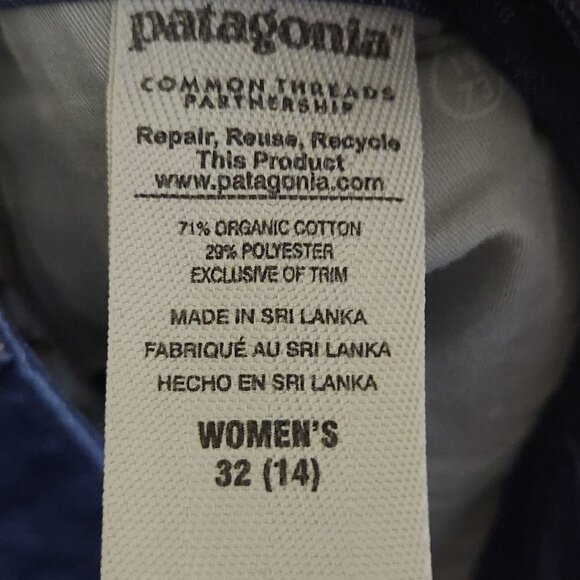 patagonia®
COMMON THREADS
PARTNERSHIP
Repair, Reuse, Recycle
This Product
www.patagonia.com
71% ORGANIC COTTON
29% POLYESTER
EXCLUSIVE OF TRIM
MADE IN SRI LANKA
FABRIQUÉ AU SRI LANKA
HECHO EN SRI LANKA
WOMEN'S
32 (14)